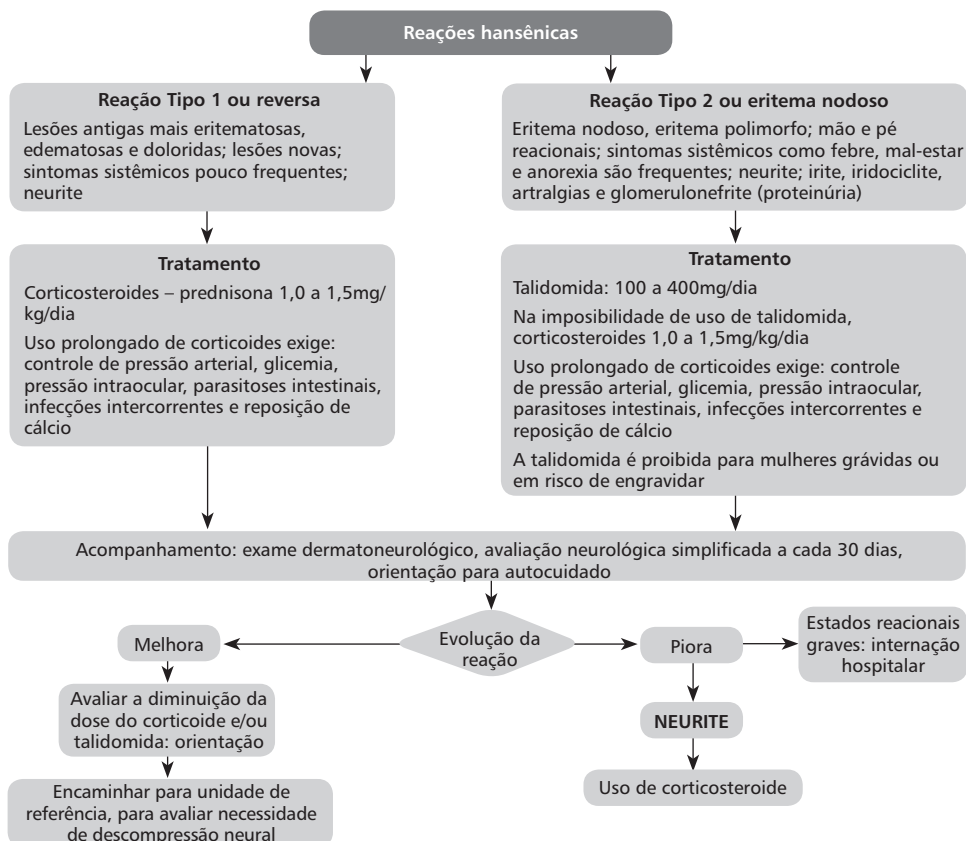 Reações hansênicas
Reação Tipo 1 ou reversa
Lesões antigas mais eritematosas,
edematosas e doloridas; lesões novas;
sintomas sistêmicos pouco frequentes;
neurite
Reação Tipo 2 ou eritema nodoso
Eritema nodoso, eritema polimorfo; mão e pé
reacionais; sintomas sistêmicos como febre, mal-estar
e anorexia são frequentes; neurite; irite, iridociclite,
artralgias e glomerulonefrite (proteinúria)
Tratamento
Corticosteroides – prednisona 1,0 a 1,5mg/
kg/dia
Uso prolongado de corticoides exige:
controle de pressão arterial, glicemia,
pressão intraocular, parasitoses intestinais,
infecções intercorrentes e reposição de
cálcio
Tratamento
Talidomida: 100 a 400mg/dia
Na imposibilidade de uso de talidomida,
corticosteroides 1,0 a 1,5mg/kg/dia
Uso prolongado de corticoides exige: controle
de pressão arterial, glicemia, pressão intraocular,
parasitoses intestinais, infecções intercorrentes e
reposição de cálcio
A talidomida é proibida para mulheres grávidas ou
em risco de engravidar
Acompanhamento: exame dermatoneurológico, avaliação neurológica simplificada a cada 30 dias,
orientação para autocuidado
Evolução da
reação
Melhora
Avaliar a diminuição da
dose do corticoide e/ou
talidomida: orientação
Encaminhar para unidade de
referência, para avaliar necessidade
de descompressão neural
Piora
Estados reacionais
graves: internação
hospitalar
NEURITE
Uso de corticosteroide